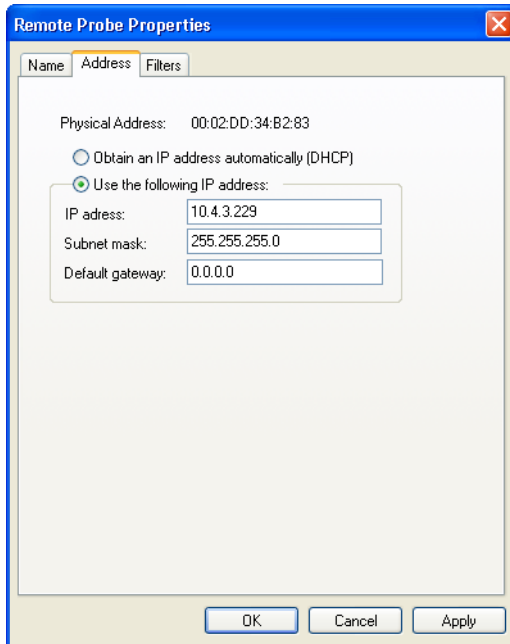 Remote Probe Properties
Name Address Filters
Physical Address: 00:02:DD:34:B2:83
Obtain an IP address automatically (DHCP)
Use the following IP address:
IP adress: 10.4.3.229
Subnet mask: 255.255.255.0
Default gateway: 0.0.0.0
OK Cancel Apply